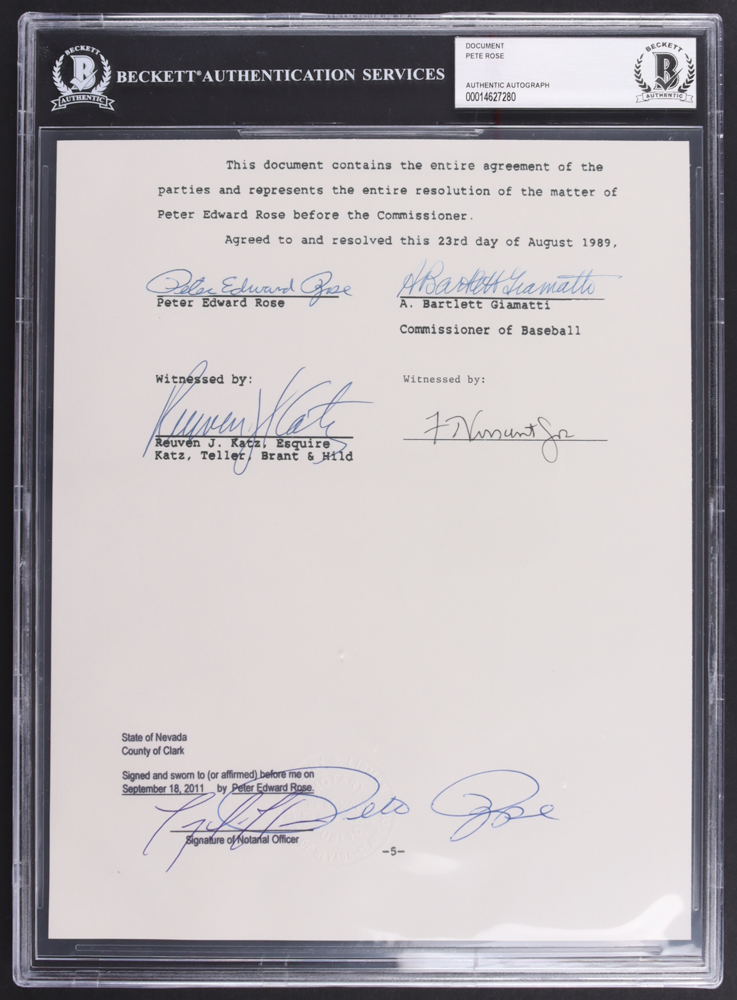 BECKETT
B
AUTHENTIC
BECKETT AUTHENTICATION SERVICES
DOCUMENT
PETE ROSE
AUTHENTIC AUTOGRAPH
00014627280
BECKETT
B
AUTHENTIC
This document contains the entire agreement of the
parties and represents the entire resolution of the matter of
Peter Edward Rose before the Commissioner.
Agreed to and resolved this 23rd day of August 1989,
Peter Edward Rose
A Bartlett Giamatti
Peter Edward Rose
A. Bartlett Giamatti
Commissioner of Baseball
Witnessed by:
Witnessed by:
Reuven J Katz
F Vincent Jr
Reuven J. Katz, Esquire
Katz, Teller, Brant & Hild
State of Nevada
County of Clark
Signed and sworn to (or affirmed) before me on
September 18, 2011 by Peter Edward Rose.
Pete Rose
Signature of Notarial Officer
-5-